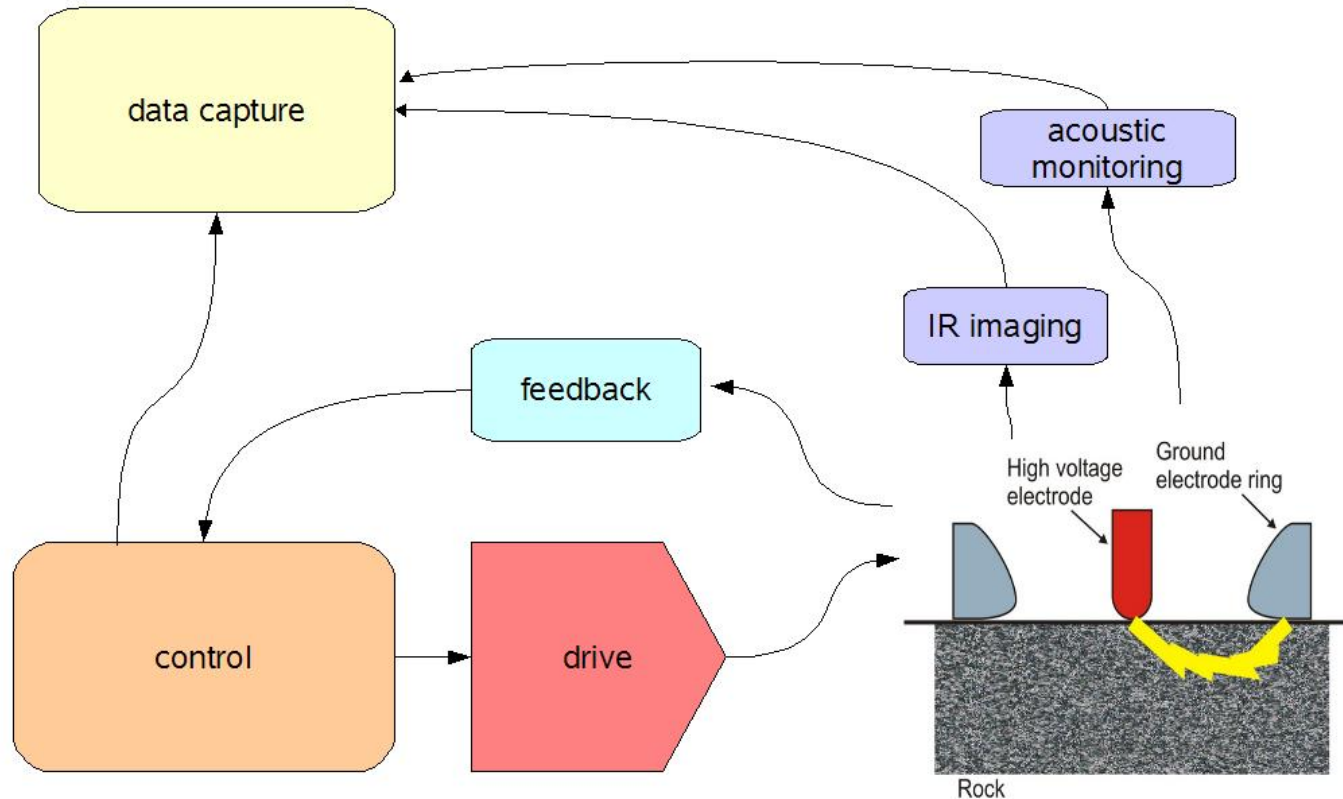 data capture
acoustic
monitoring
IR imaging
feedback
High voltage
electrode
Ground
electrode ring
control
drive
Rock